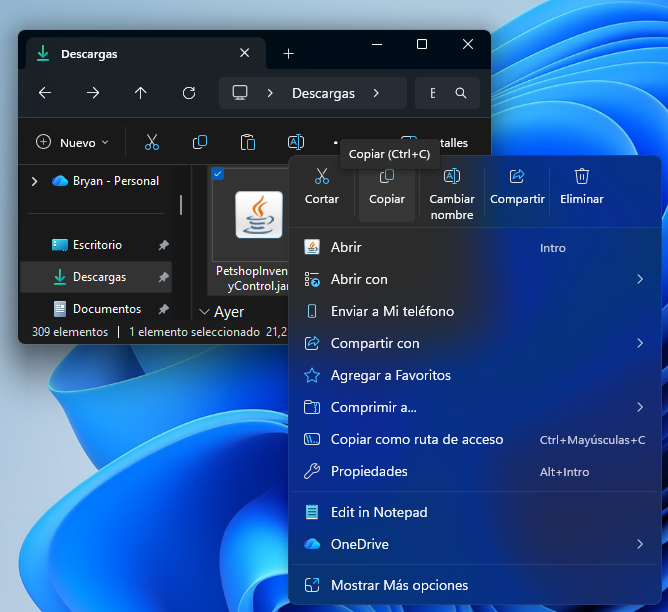 Descargas
Descargas
Nuevo
talles
Copiar (Ctrl+C)
Bryan - Personal
Escritorio
Descargas
Documentos
PetshopInven
yControl.jar
Ayer
309 elementos
1 elemento seleccionado 21,2
Cortar
Copiar
Cambiar
nombre
Compartir
Eliminar
Abrir Intro
Abrir con
Enviar a Mi teléfono
Compartir con
Agregar a Favoritos
Comprimir a...
Copiar como ruta de acceso Ctrl+Mayúsculas+C
Propiedades Alt+Intro
Edit in Notepad
OneDrive
Mostrar Más opciones